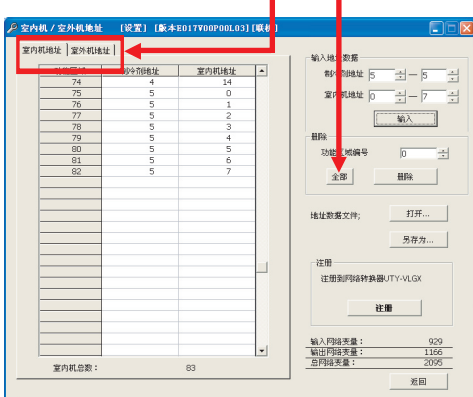 室内机 / 室外机地址 [设置] [版本E017V00P00L03][联机]
室内机地址 室外机地址
制冷剂地址 室内机地址
74 4 14
75 5 0
76 5 1
77 5 2
78 5 3
79 5 4
80 5 5
81 5 6
82 5 7
室内机总数： 83
输入地址数据
制冷剂地址 5 — 5
室内机地址 0 — 7
输入
删除
功能区域编号 0
全部 删除
地址数据文件; 打开...
另存为...
注册
注册到网络转换器UTY-VLGX
注册
输入网络变量： 929
输出网络变量： 1166
总网络变量： 2095
返回